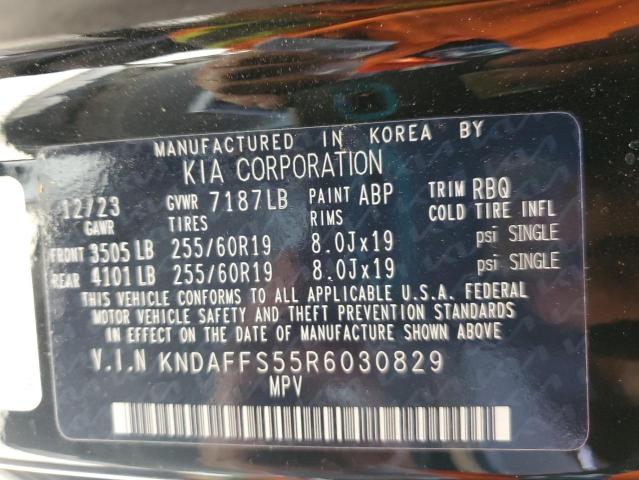 MANUFACTURED IN KOREA BY
KIA CORPORATION
12/23 GVWR 7187LB PAINT ABP TRIM RBQ
GAWR TIRES RIMS COLD TIRE INFL
FRONT 3505 LB 255/60R19 8.0Jx19 psi SINGLE
REAR 4101 LB 255/60R19 8.0Jx19 psi SINGLE
THIS VEHICLE CONFORMS TO ALL APPLICABLE U.S.A. FEDERAL
MOTOR VEHICLE SAFETY AND THEFT PREVENTION STANDARDS
IN EFFECT ON THE DATE OF MANUFACTURE SHOWN ABOVE
V.I.N KNDAFFS55R6030829
MPV